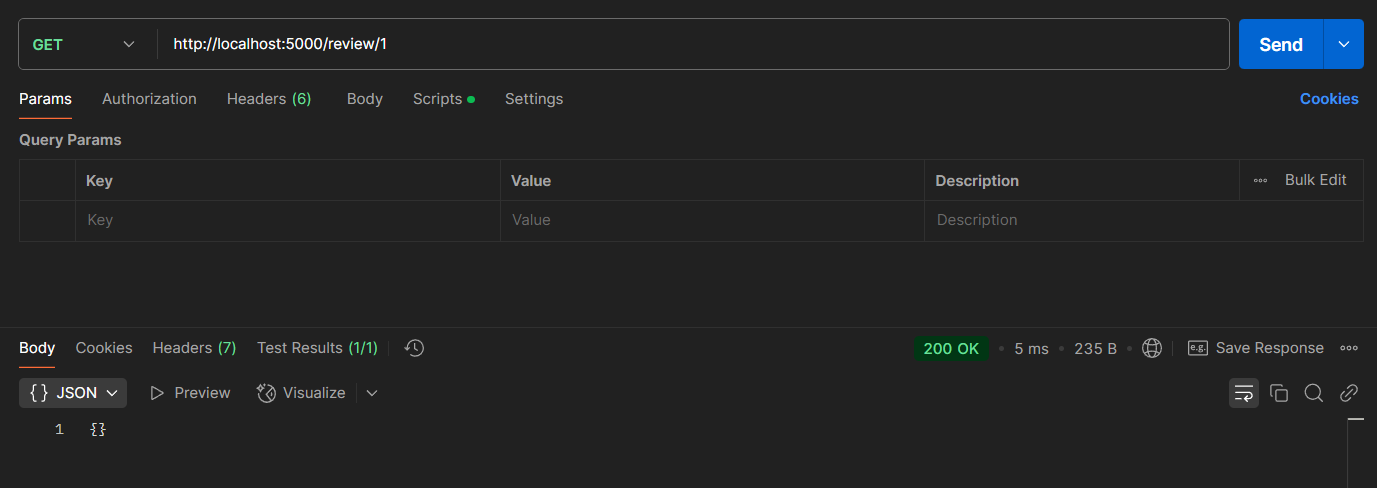 GET http://localhost:5000/review/1 Send
Params Authorization Headers (6) Body Scripts Settings Cookies
Query Params
Key Value Description Bulk Edit
Key Value Description
Body Cookies Headers (7) Test Results (1/1) 200 OK • 5 ms • 235 B • e.g. Save Response
{} JSON Preview Visualize
1 {}